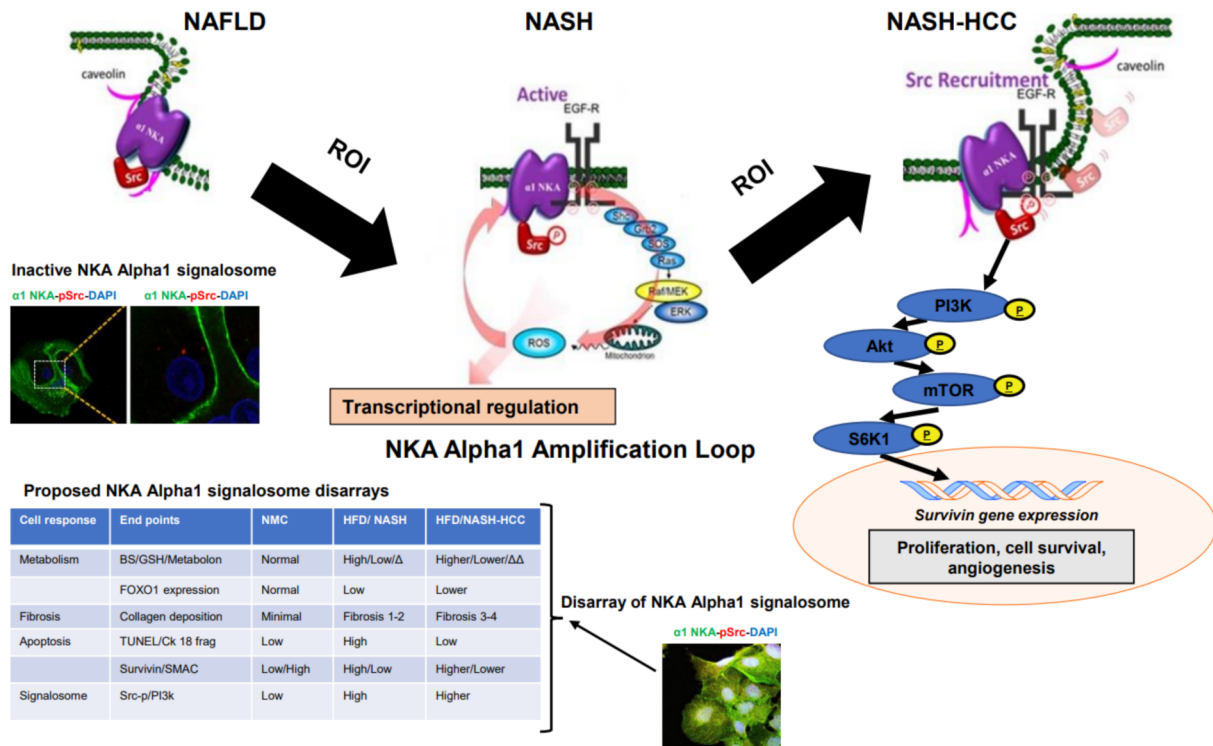 NAFLD
NASH
NASH-HCC
caveolin
α1 NKA
Src
ROI
Active
EGF-R
α1 NKA
Src
P
Shc
Grb2
SOS
Ras
Raf/MEK
ERK
Mitochondrion
ROS
ROI
Src Recruitment
EGF-R
caveolin
α1 NKA
Src
Src
P
P
Src
Inactive NKA Alpha1 signalosome
α1 NKA-pSrc-DAPI
α1 NKA-pSrc-DAPI
Transcriptional regulation
NKA Alpha1 Amplification Loop
PI3K
P
Akt
P
mTOR
P
S6K1
P
Survivin gene expression
Proliferation, cell survival,
angiogenesis
Proposed NKA Alpha1 signalosome disarrays
Cell response End points NMC HFD/ NASH HFD/NASH-HCC
Metabolism BS/GSH/Metabolon Normal High/Low/Δ Higher/Lower/ΔΔ
FOXO1 expression Normal Low Lower
Fibrosis Collagen deposition Minimal Fibrosis 1-2 Fibrosis 3-4
Apoptosis TUNEL/Ck 18 frag Low High Low
Survivin/SMAC Low/High High/Low Higher/Lower
Signalosome Src-p/PI3k Low High Higher
Disarray of NKA Alpha1 signalosome
α1 NKA-pSrc-DAPI